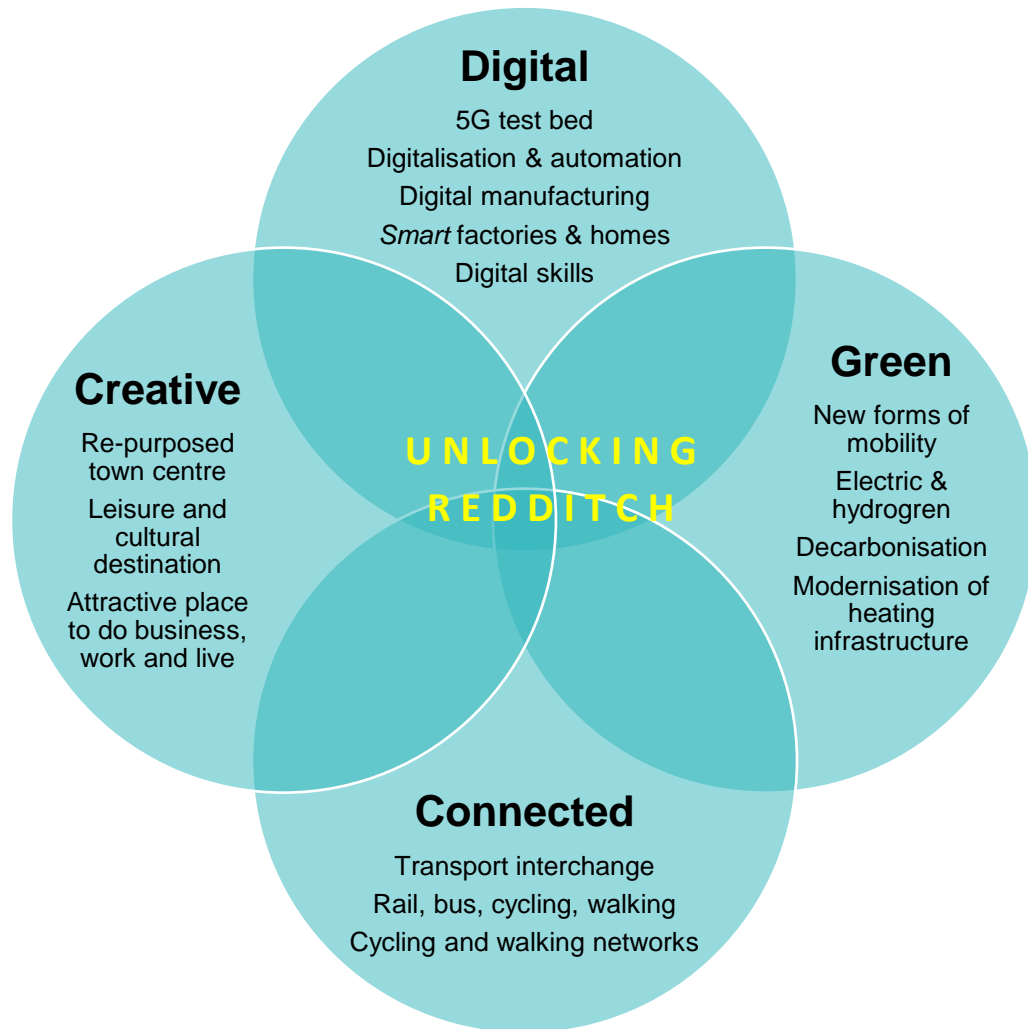 Digital
5G test bed
Digitalisation & automation
Digital manufacturing
Smart factories & homes
Digital skills
Creative
Re-purposed
town centre
Leisure and
cultural
destination
Attractive place
to do business,
work and live
UNLOCKING
REDDITCH
Green
New forms of
mobility
Electric &
hydrogren
Decarbonisation
Modernisation of
heating
infrastructure
Connected
Transport interchange
Rail, bus, cycling, walking
Cycling and walking networks